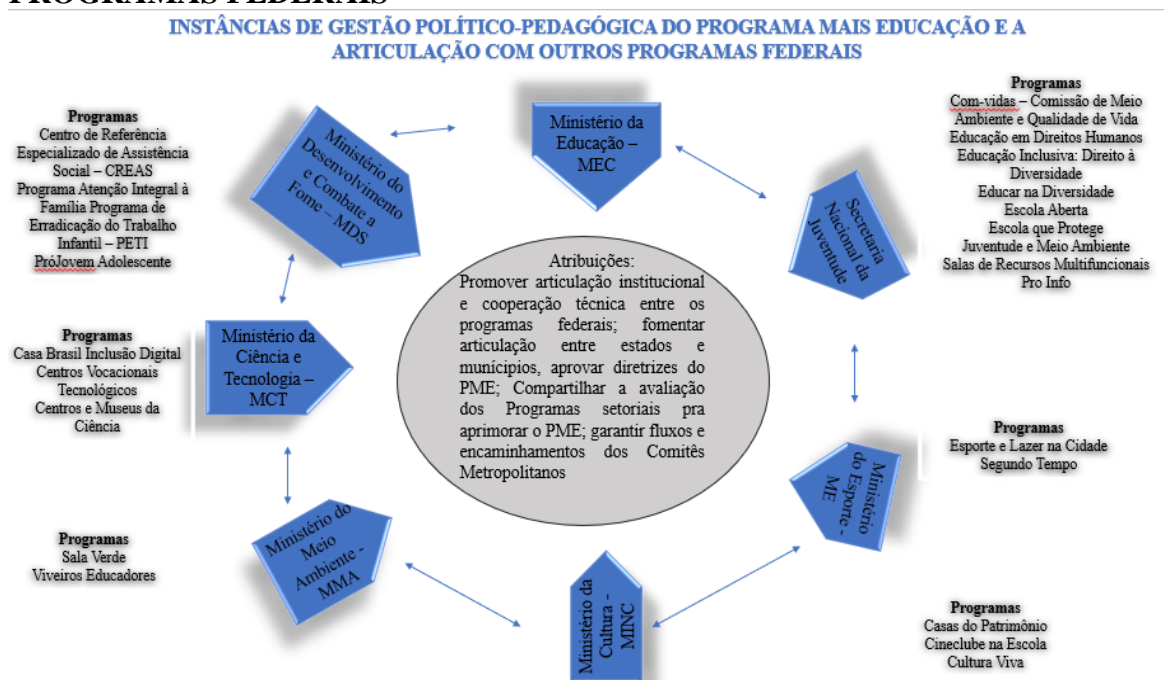 PROGRAMAS FEDERAIS
INSTÂNCIAS DE GESTÃO POLÍTICO-PEDAGÓGICA DO PROGRAMA MAIS EDUCAÇÃO E A
ARTICULAÇÃO COM OUTROS PROGRAMAS FEDERAIS
Programas
Centro de Referência
Especializado de Assistência
Social – CREAS
Programa Atenção Integral à
Família Programa de
Erradicação do Trabalho
Infantil – PETI
PróJovem Adolescente
Ministério do
Desenvolvimento
e Combate a
Fome – MDS
Ministério da
Educação –
MEC
Secretaria
Nacional da
Juventude
Programas
Com-vidas – Comissão de Meio
Ambiente e Qualidade de Vida
Educação em Direitos Humanos
Educação Inclusiva: Direito à
Diversidade
Educar na Diversidade
Escola Aberta
Escola que Protege
Juventude e Meio Ambiente
Salas de Recursos Multifuncionais
Pro Info
Atribuições:
Promover articulação institucional
e cooperação técnica entre os
programas federais; fomentar
articulação entre estados e
munícipios, aprovar diretrizes do
PME; Compartilhar a avaliação
dos Programas setoriais pra
aprimorar o PME; garantir fluxos e
encaminhamentos dos Comitês
Metropolitanos
Programas
Casa Brasil Inclusão Digital
Centros Vocacionais
Tecnológicos
Centros e Museus da
Ciência
Ministério da
Ciência e
Tecnologia –
MCT
Ministério
do Esporte -
ME
Programas
Esporte e Lazer na Cidade
Segundo Tempo
Programas
Sala Verde
Viveiros Educadores
Ministério do
Meio
Ambiente -
MMA
Ministério da
Cultura -
MINC
Programas
Casas do Patrimônio
Cineclube na Escola
Cultura Viva